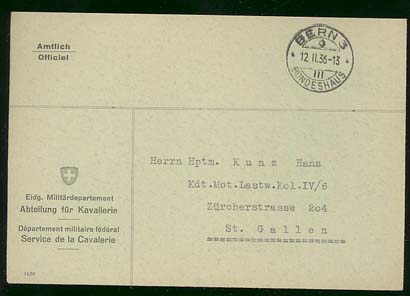 Amtlich
Officiel
BERN 3
12.II.36-13
III
BUNDESHAUS
Eidg. Militärdepartement
Abteilung für Kavallerie
Département militaire fédéral
Service de la Cavalerie
Herrn Hptm. Kunz Hans
Kdt.Mot.Lastw.Kol.IV/6
Zürcherstrasse 204
St. Gallen